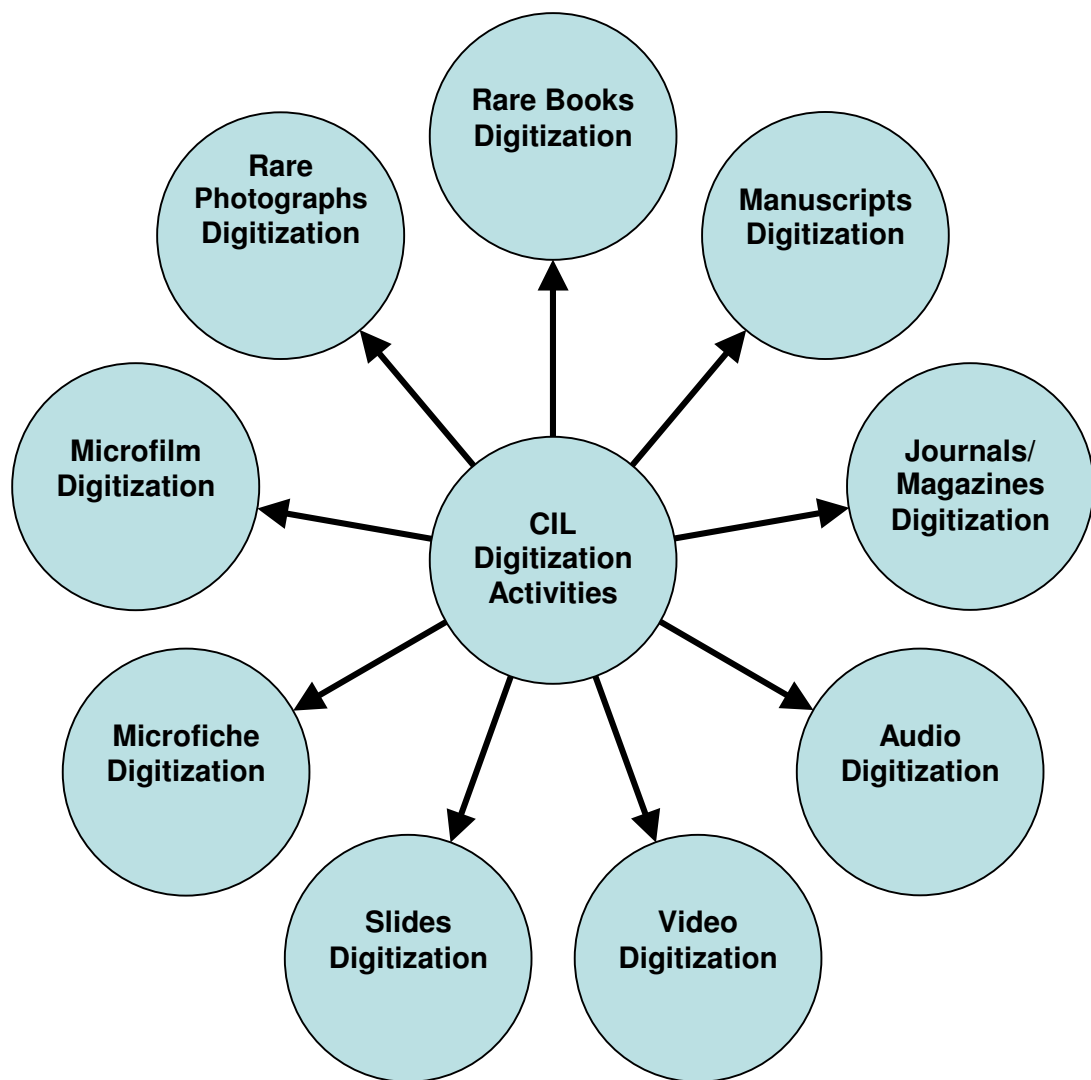 Rare Books
Digitization
Rare
Photographs
Digitization
Manuscripts
Digitization
Microfilm
Digitization
Journals/
Magazines
Digitization
CIL
Digitization
Activities
Microfiche
Digitization
Audio
Digitization
Slides
Digitization
Video
Digitization